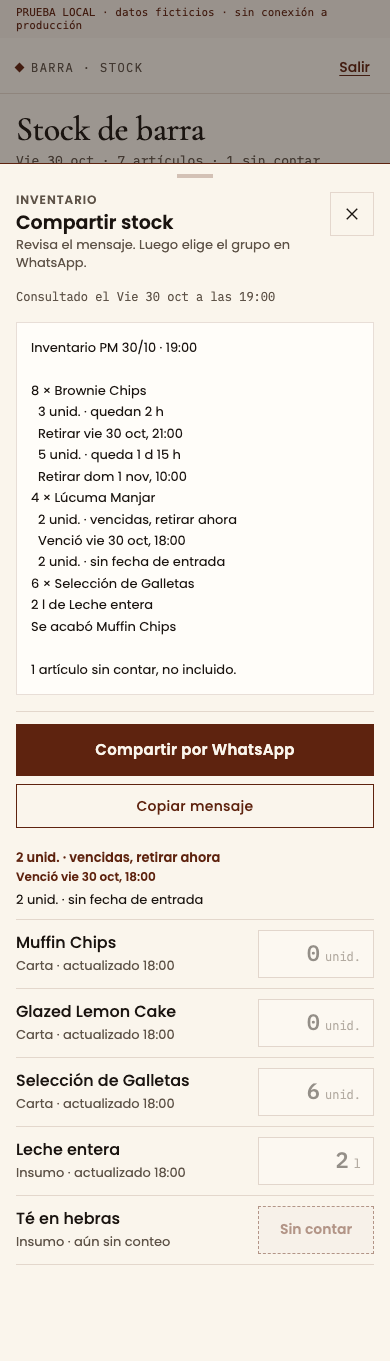 PRUEBA LOCAL · datos ficticios · sin conexión a
producción
BARRA · STOCK
Salir
Stock de barra
Vie 30 oct · 7 artículos · 1 sin contar
INVENTARIO
Compartir stock
Revisa el mensaje. Luego elige el grupo en
WhatsApp.
Consultado el Vie 30 oct a las 19:00
Inventario PM 30/10 · 19:00
8 × Brownie Chips
3 unid. · quedan 2 h
Retirar vie 30 oct, 21:00
5 unid. · queda 1 d 15 h
Retirar dom 1 nov, 10:00
4 × Lúcuma Manjar
2 unid. · vencidas, retirar ahora
Venció vie 30 oct, 18:00
2 unid. · sin fecha de entrada
6 × Selección de Galletas
2 l de Leche entera
Se acabó Muffin Chips
1 artículo sin contar, no incluido.
Compartir por WhatsApp
Copiar mensaje
2 unid. · vencidas, retirar ahora
Venció vie 30 oct, 18:00
2 unid. · sin fecha de entrada
Muffin Chips
0 unid.
Carta · actualizado 18:00
Glazed Lemon Cake
0 unid.
Carta · actualizado 18:00
Selección de Galletas
6 unid.
Carta · actualizado 18:00
Leche entera
2 l
Insumo · actualizado 18:00
Té en hebras
Sin contar
Insumo · aún sin conteo